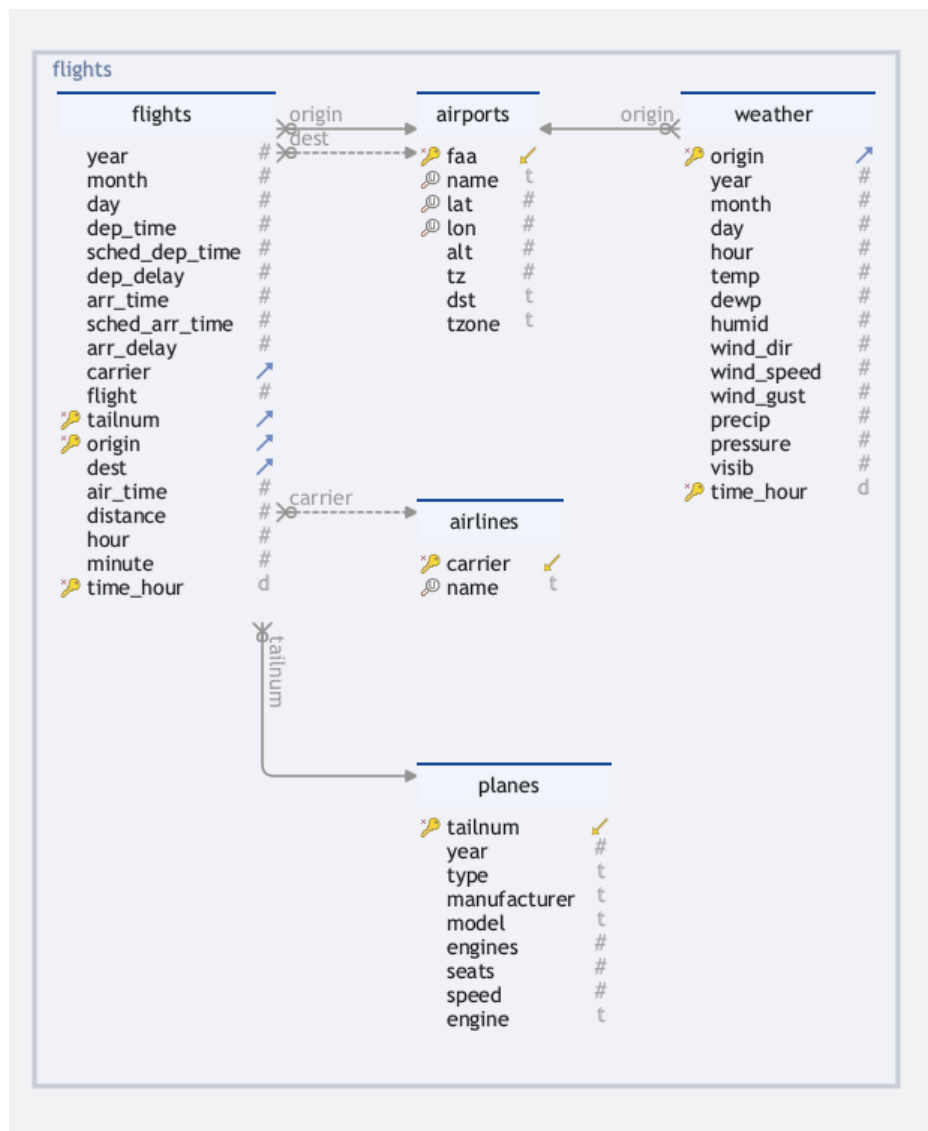 flights
flights
year #
month #
day #
dep_time #
sched_dep_time #
dep_delay #
arr_time #
sched_arr_time #
arr_delay #
carrier
flight #
tailnum
origin
dest
air_time #
distance #
hour #
minute #
time_hour d
origin
dest
airports
faa
name t
lat #
lon #
alt #
tz #
dst t
tzone t
origin
weather
origin
year #
month #
day #
hour #
temp #
dewp #
humid #
wind_dir #
wind_speed #
wind_gust #
precip #
pressure #
visib #
time_hour d
carrier
airlines
carrier
name t
tailnum
planes
tailnum
year #
type t
manufacturer t
model t
engines #
seats #
speed #
engine t